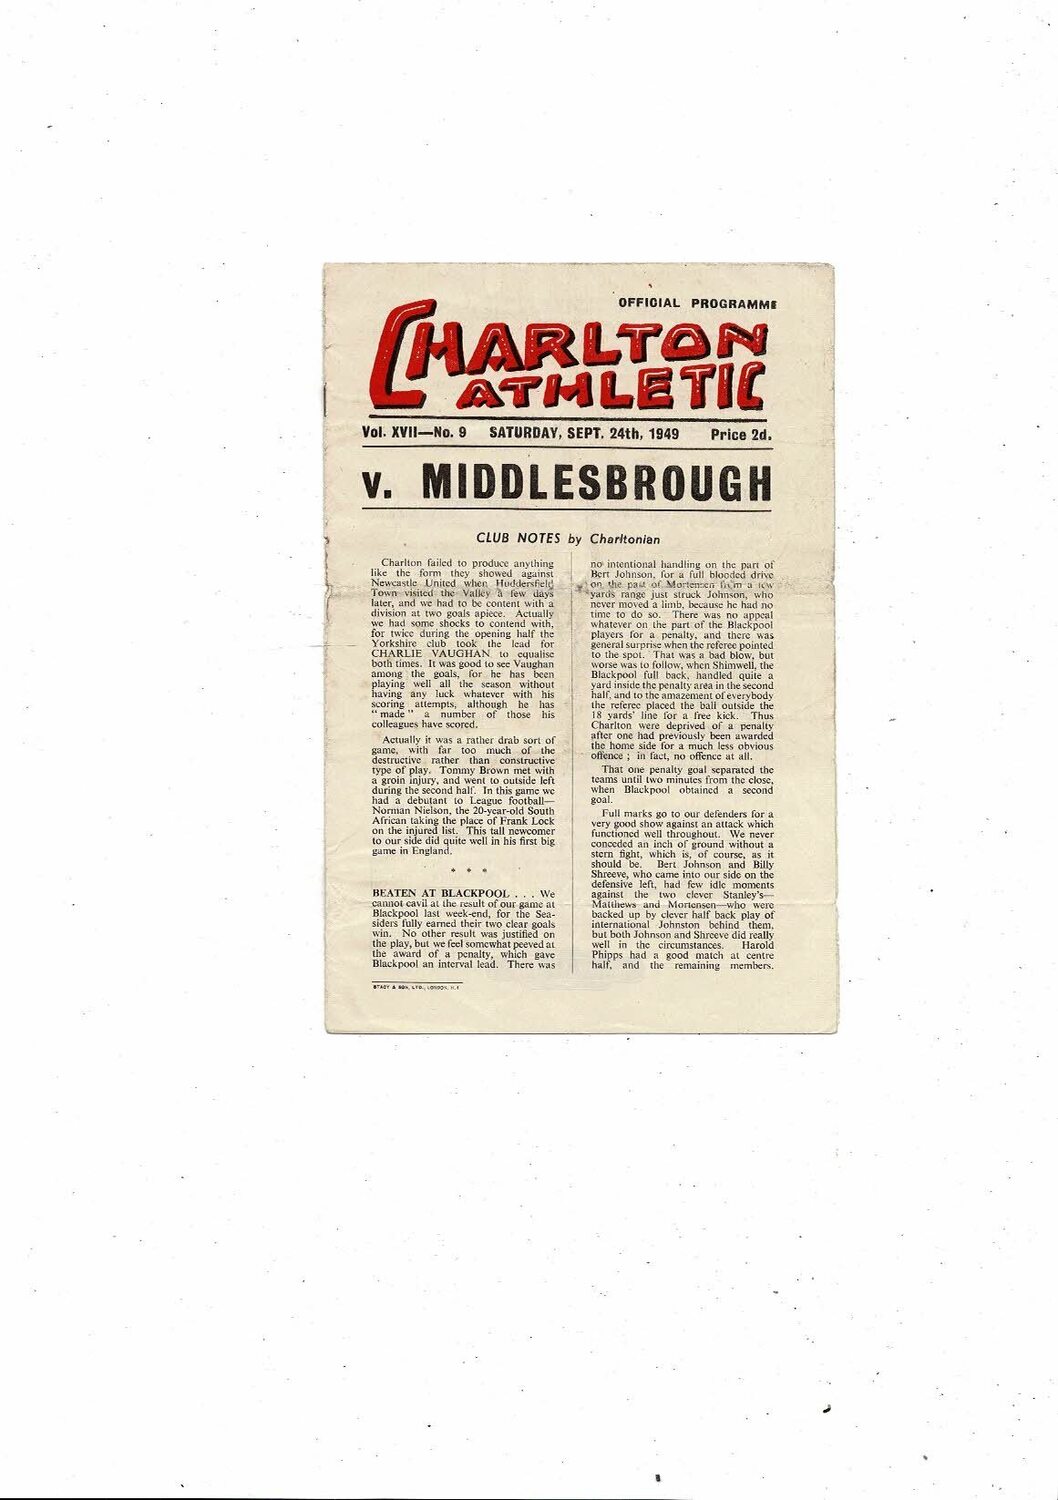 OFFICIAL PROGRAMME
CHARLTON
ATHLETIC
Vol. XVII—No. 9 SATURDAY, SEPT. 24th, 1949 Price 2d.
v. MIDDLESBROUGH
CLUB NOTES by Charltonian
Charlton failed to produce anything
like the form they showed against
Newcastle United when Huddersfield
Town visited the Valley a few days
later, and we had to be content with a
division at two goals apiece. Actually
we had some shocks to contend with,
for twice during the opening half the
Yorkshire club took the lead for
CHARLIE VAUGHAN to equalise
both times. It was good to see Vaughan
among the goals, for he has been
playing well all the season without
having any luck whatever with his
scoring attempts, although he has
"made" a number of those his
colleagues have scored.
Actually it was a rather drab sort of
game, with far too much of the
destructive rather than constructive
type of play. Tommy Brown met with
a groin injury, and went to outside left
during the second half. In this game we
had a debutant to League football—
Norman Nielson, the 20-year-old South
African taking the place of Frank Lock
on the injured list. This tall newcomer
to our side did quite well in his first big
game in England.
* * *
BEATEN AT BLACKPOOL . . . We
cannot cavil at the result of our game at
Blackpool last week-end, for the Sea-
siders fully earned their two clear goals
win. No other result was justified on
the play, but we feel somewhat peeved at
the award of a penalty, which gave
Blackpool an interval lead. There was
no intentional handling on the part of
Bert Johnson, for a full blooded drive
on the part of Mortensen from a few
yards range just struck Johnson, who
never moved a limb, because he had no
time to do so. There was no appeal
whatever on the part of the Blackpool
players for a penalty, and there was
general surprise when the referee pointed
to the spot. That was a bad blow, but
worse was to follow, when Shimwell, the
Blackpool full back, handled quite a
yard inside the penalty area in the second
half, and to the amazement of everybody
the referee placed the ball outside the
18 yards' line for a free kick. Thus
Charlton were deprived of a penalty
after one had previously been awarded
the home side for a much less obvious
offence ; in fact, no offence at all.
That one penalty goal separated the
teams until two minutes from the close,
when Blackpool obtained a second
goal.
Full marks go to our defenders for a
very good show against an attack which
functioned well throughout. We never
conceded an inch of ground without a
stern fight, which is, of course, as it
should be. Bert Johnson and Billy
Shreeve, who came into our side on the
defensive left, had few idle moments
against the two clever Stanley's—
Matthews and Mortensen—who were
backed up by clever half back play of
international Johnston behind them,
but both Johnson and Shreeve did really
well in the circumstances. Harold
Phipps had a good match at centre
half, and the remaining members.
STACY & SON, LTD., LONDON,